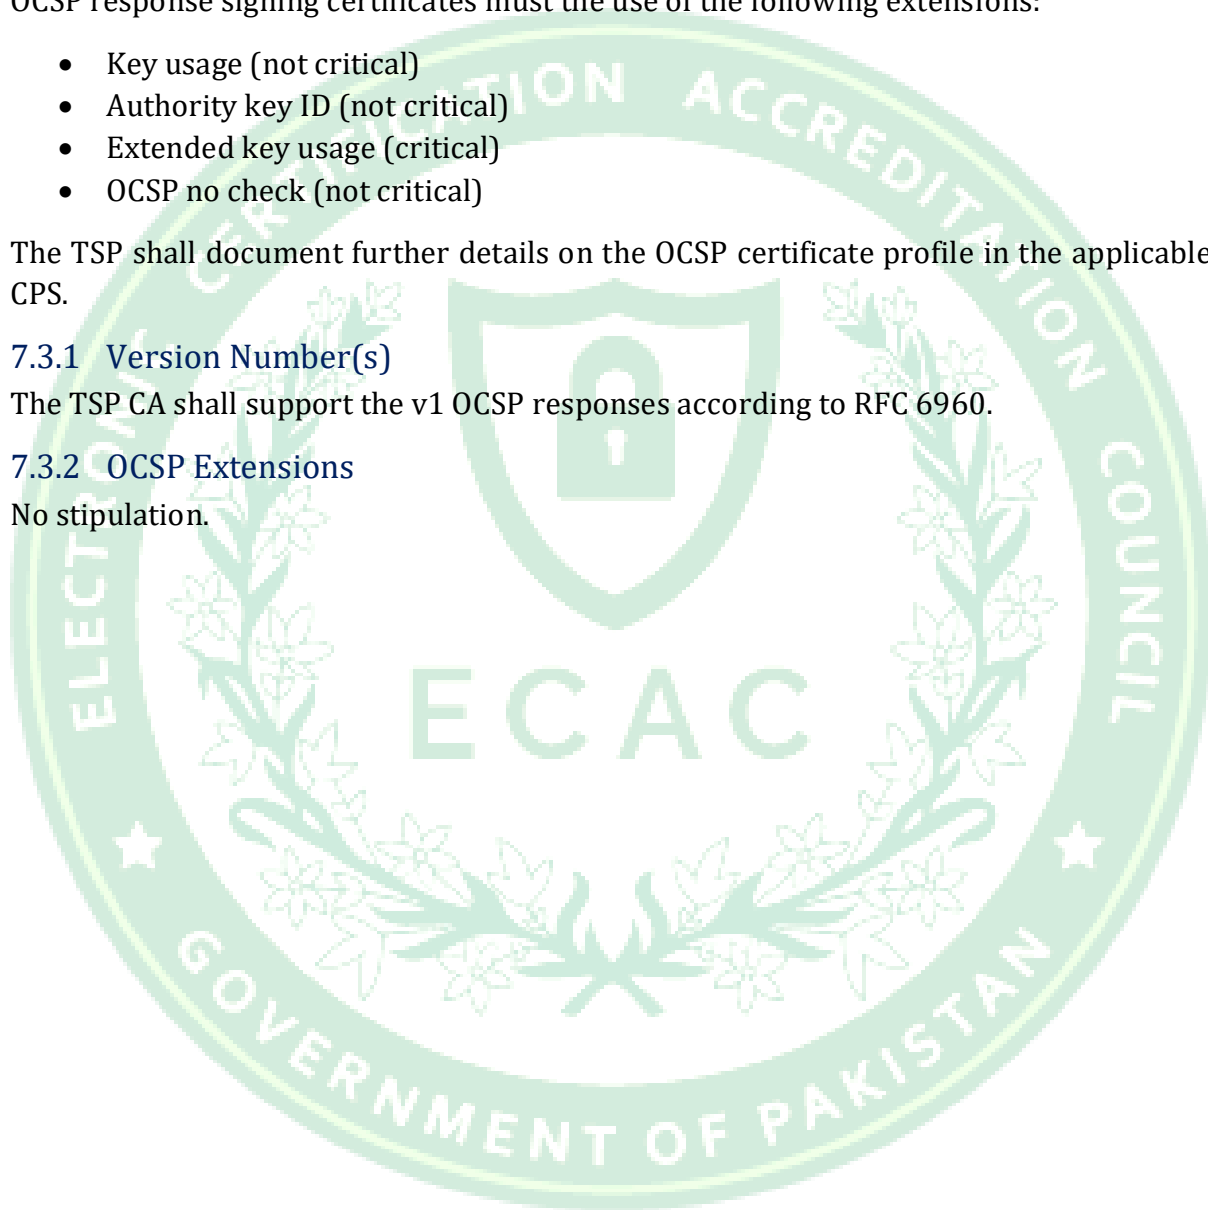 OCSP response signing certificates must the use of the following extensions:
• Key usage (not critical)
• Authority key ID (not critical)
• Extended key usage (critical)
• OCSP no check (not critical)
The TSP shall document further details on the OCSP certificate profile in the applicable
CPS.
7.3.1 Version Number(s)
The TSP CA shall support the v1 OCSP responses according to RFC 6960.
7.3.2 OCSP Extensions
No stipulation.
ELECTRONIC CERTIFICATION ACCREDITATION COUNCIL
ECAC
GOVERNMENT OF PAKISTAN